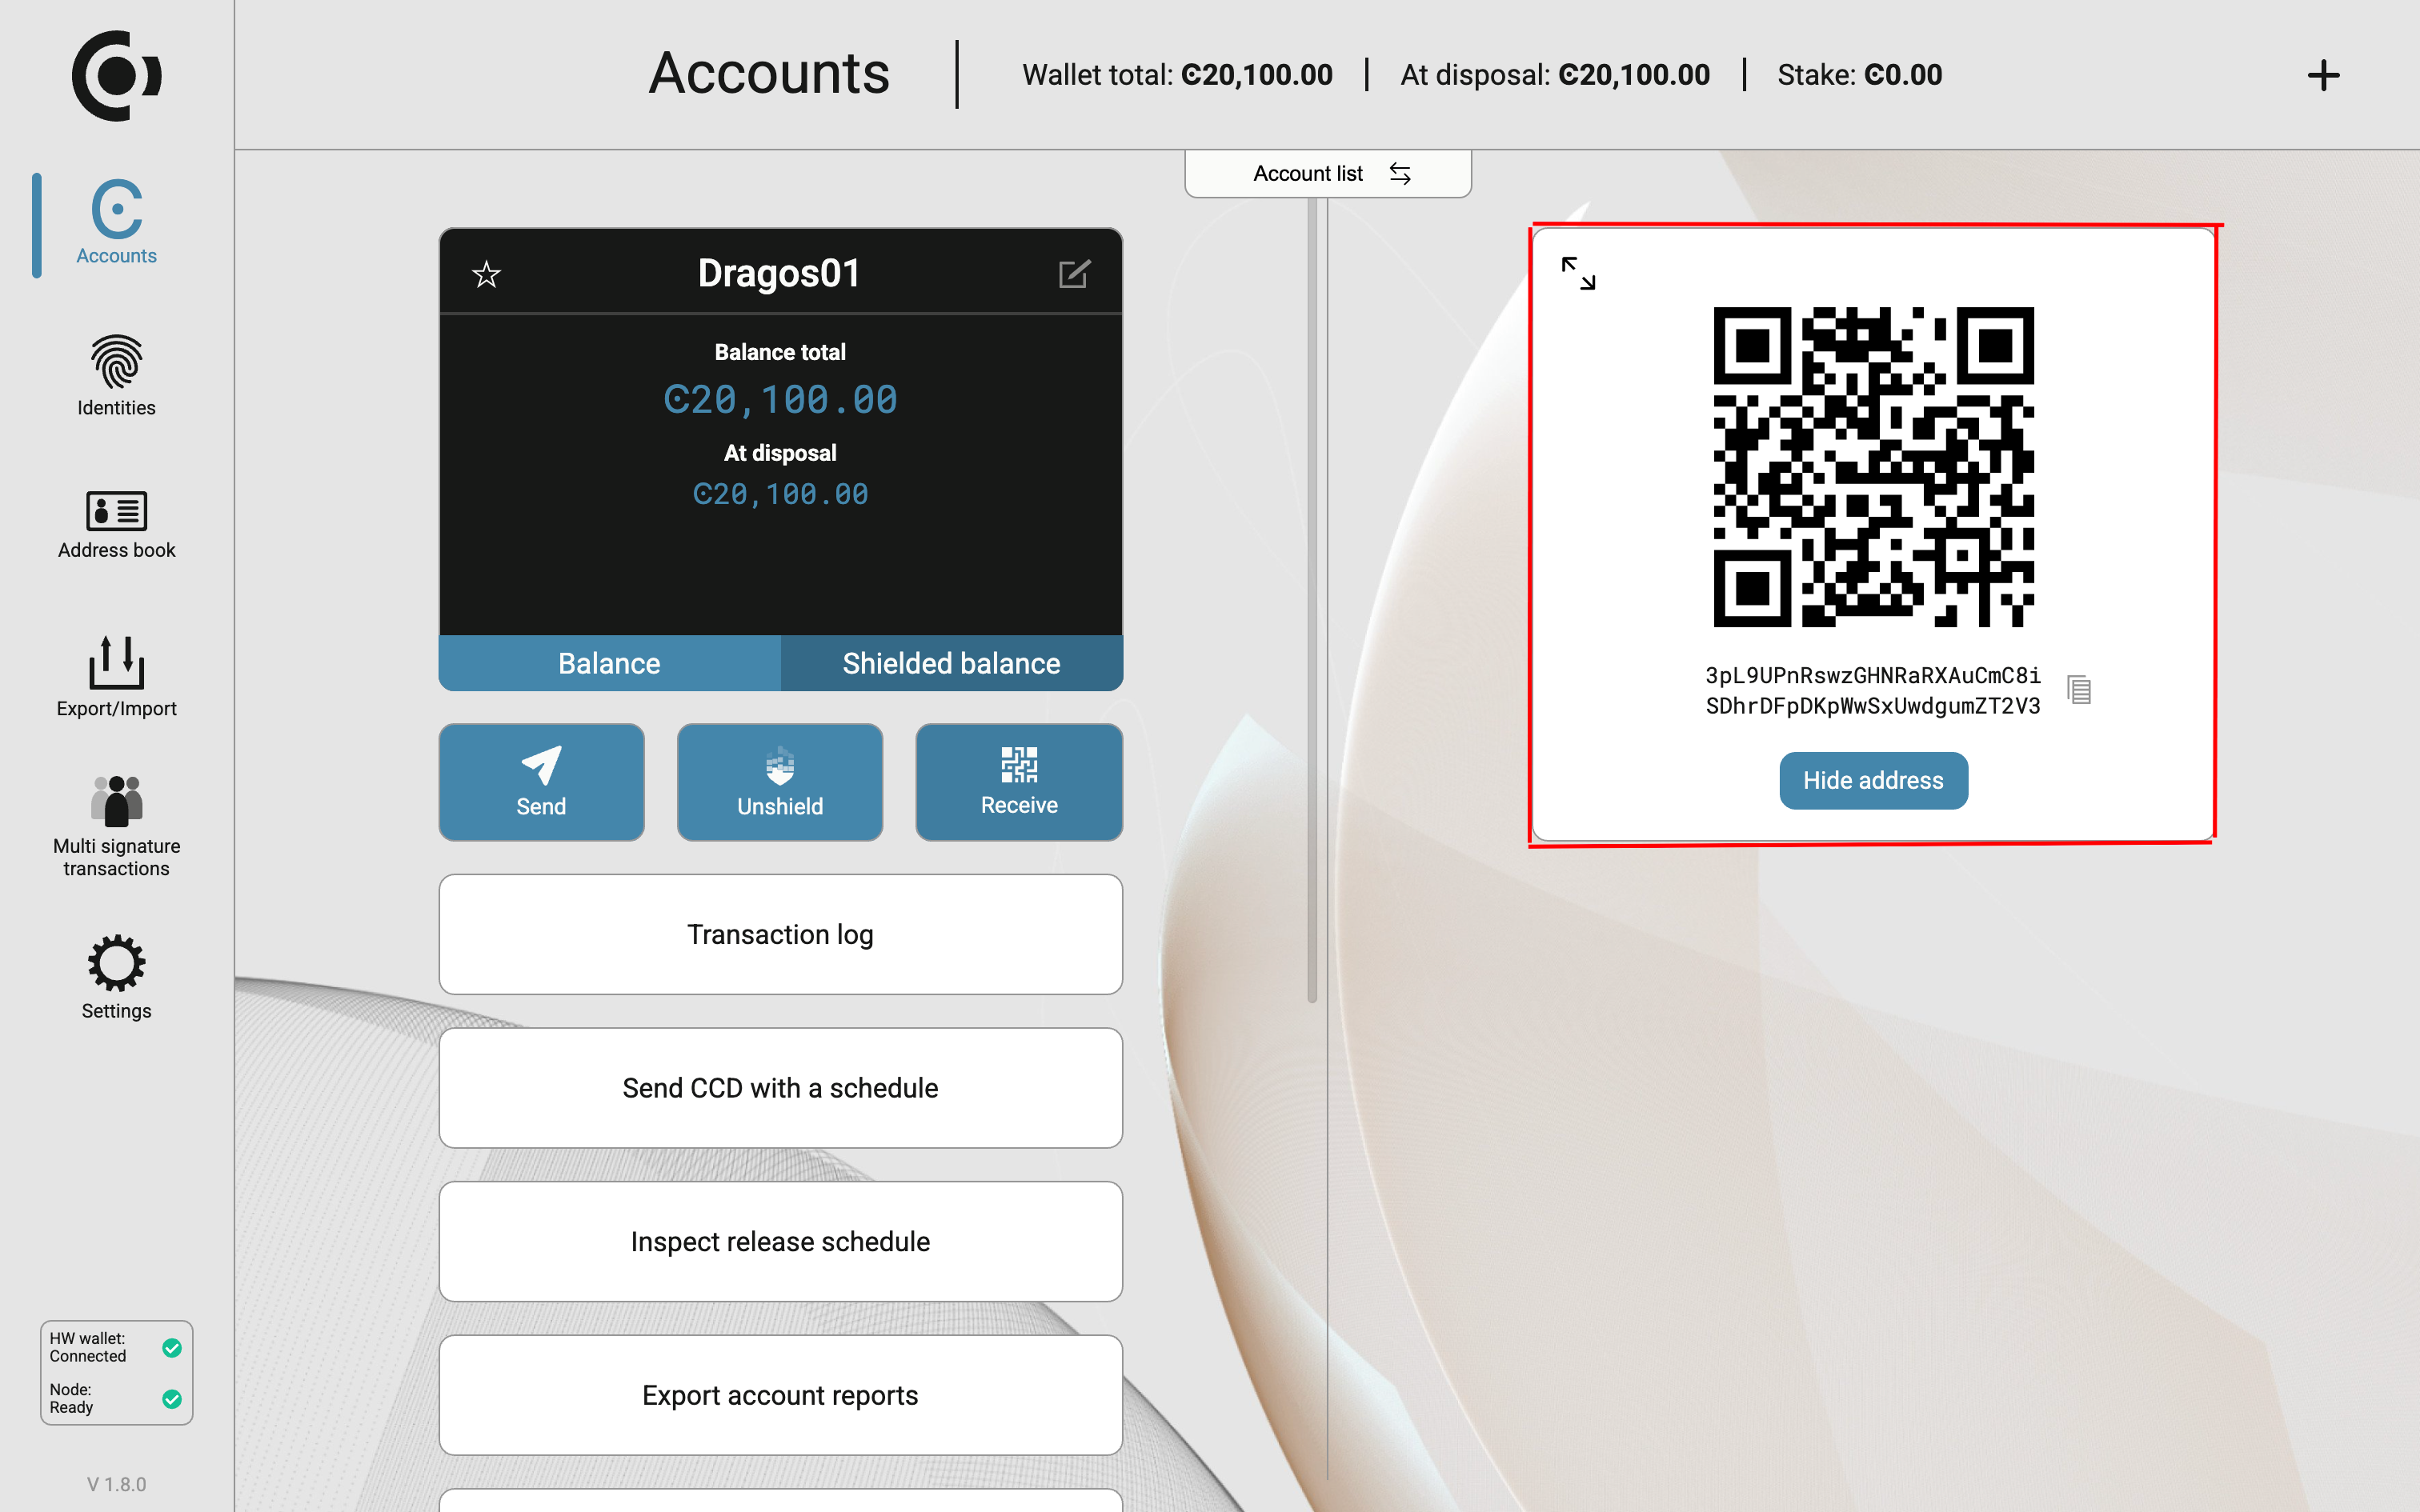 Accounts
Wallet total: Ͼ20,100.00 | At disposal: Ͼ20,100.00 | Stake: Ͼ0.00
Account list
Accounts
Identities
Address book
Export/Import
Multi signature
transactions
Settings
HW wallet:
Connected
Node:
Ready
V 1.8.0
Dragos01
Balance total
Ͼ20,100.00
At disposal
Ͼ20,100.00
Balance
Shielded balance
Send
Unshield
Receive
Transaction log
Send CCD with a schedule
Inspect release schedule
Export account reports
3pL9UPnRswzGHNRaRXAuCmC8i
SDhrDFpDKpWwSxUwdgumZT2V3
Hide address